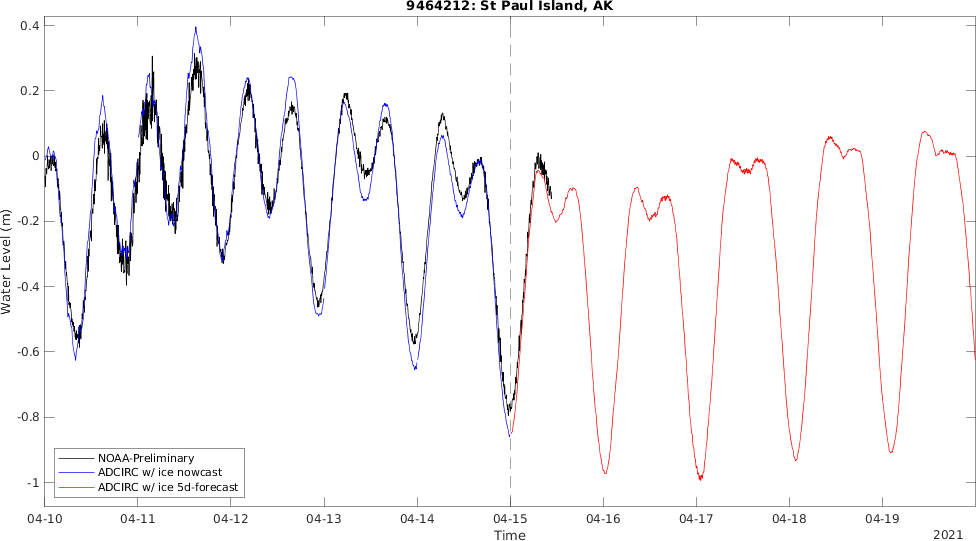 9464212: St Paul Island, AK
Water Level (m)
0.4
0.2
0
-0.2
-0.4
-0.6
-0.8
-1
NOAA-Preliminary
ADCIRC w/ ice nowcast
ADCIRC w/ ice 5d-forecast
04-10 04-11 04-12 04-13 04-14 04-15 04-16 04-17 04-18 04-19
Time
2021